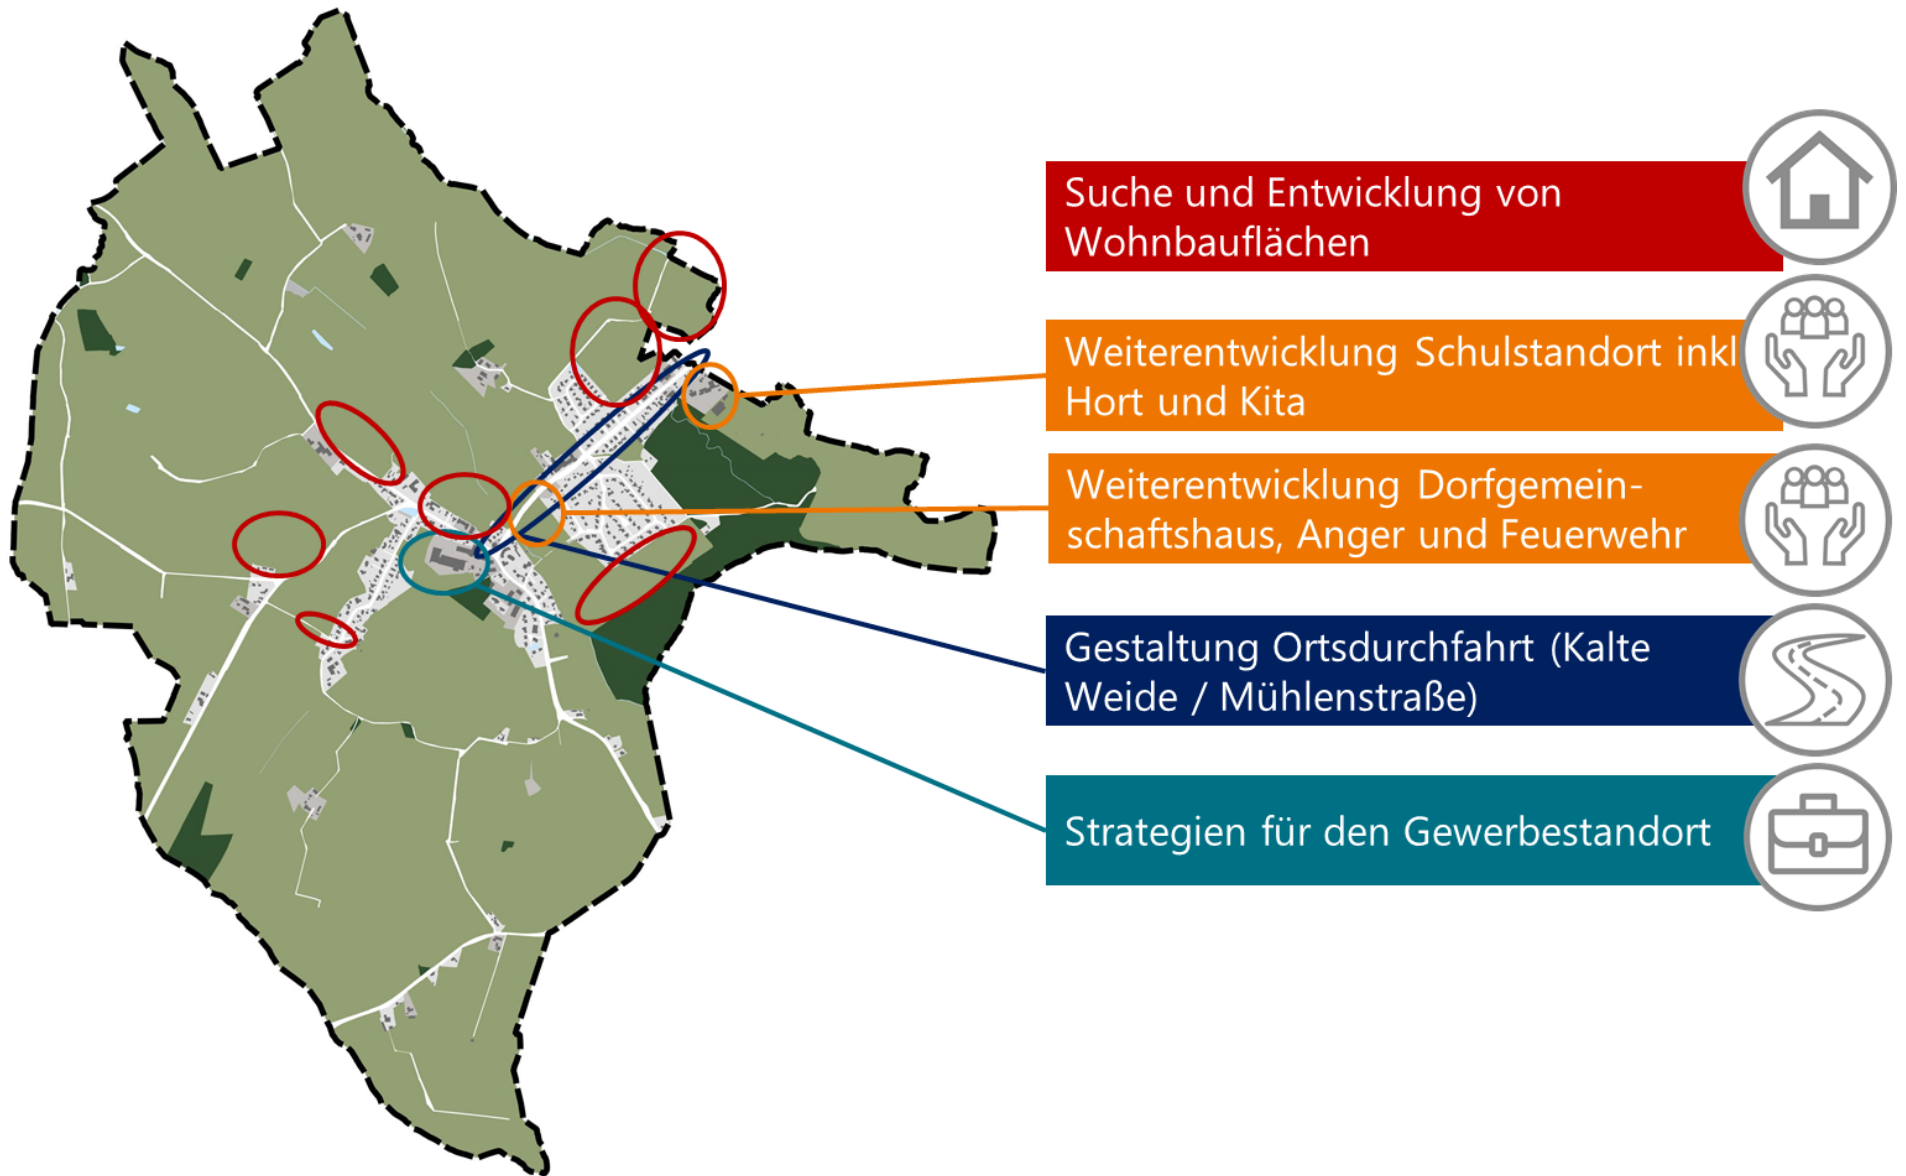 Suche und Entwicklung von
Wohnbauflächen
Weiterentwicklung Schulstandort inkl
Hort und Kita
Weiterentwicklung Dorfgemein-
schaftshaus, Anger und Feuerwehr
Gestaltung Ortsdurchfahrt (Kalte
Weide / Mühlenstraße)
Strategien für den Gewerbestandort